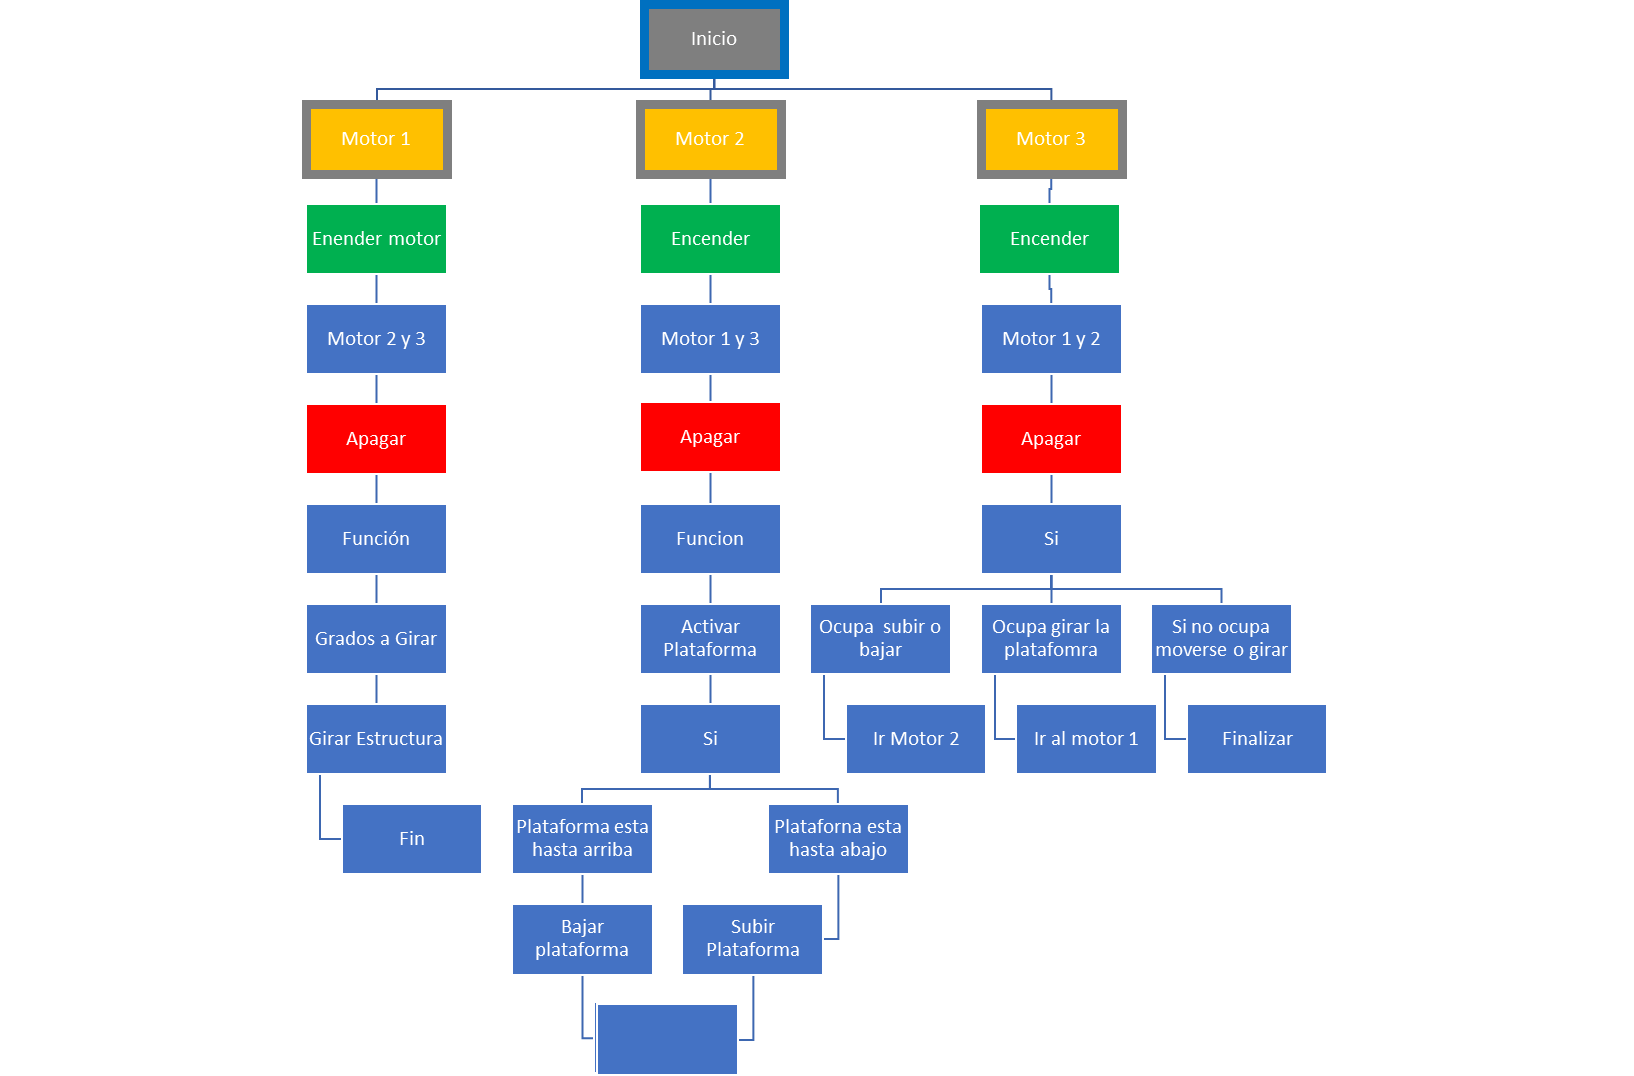 Inicio
Motor 1
Motor 2
Motor 3
Enender motor
Encender
Encender
Motor 2 y 3
Motor 1 y 3
Motor 1 y 2
Apagar
Apagar
Apagar
Función
Funcion
Si
Grados a Girar
Activar
Plataforma
Ocupa subir o
bajar
Ocupa girar la
platafomra
Si no ocupa
moverse o girar
Girar Estructura
Si
Ir Motor 2
Ir al motor 1
Finalizar
Fin
Plataforma esta
hasta arriba
Plataforna esta
hasta abajo
Bajar
plataforma
Subir
Plataforma